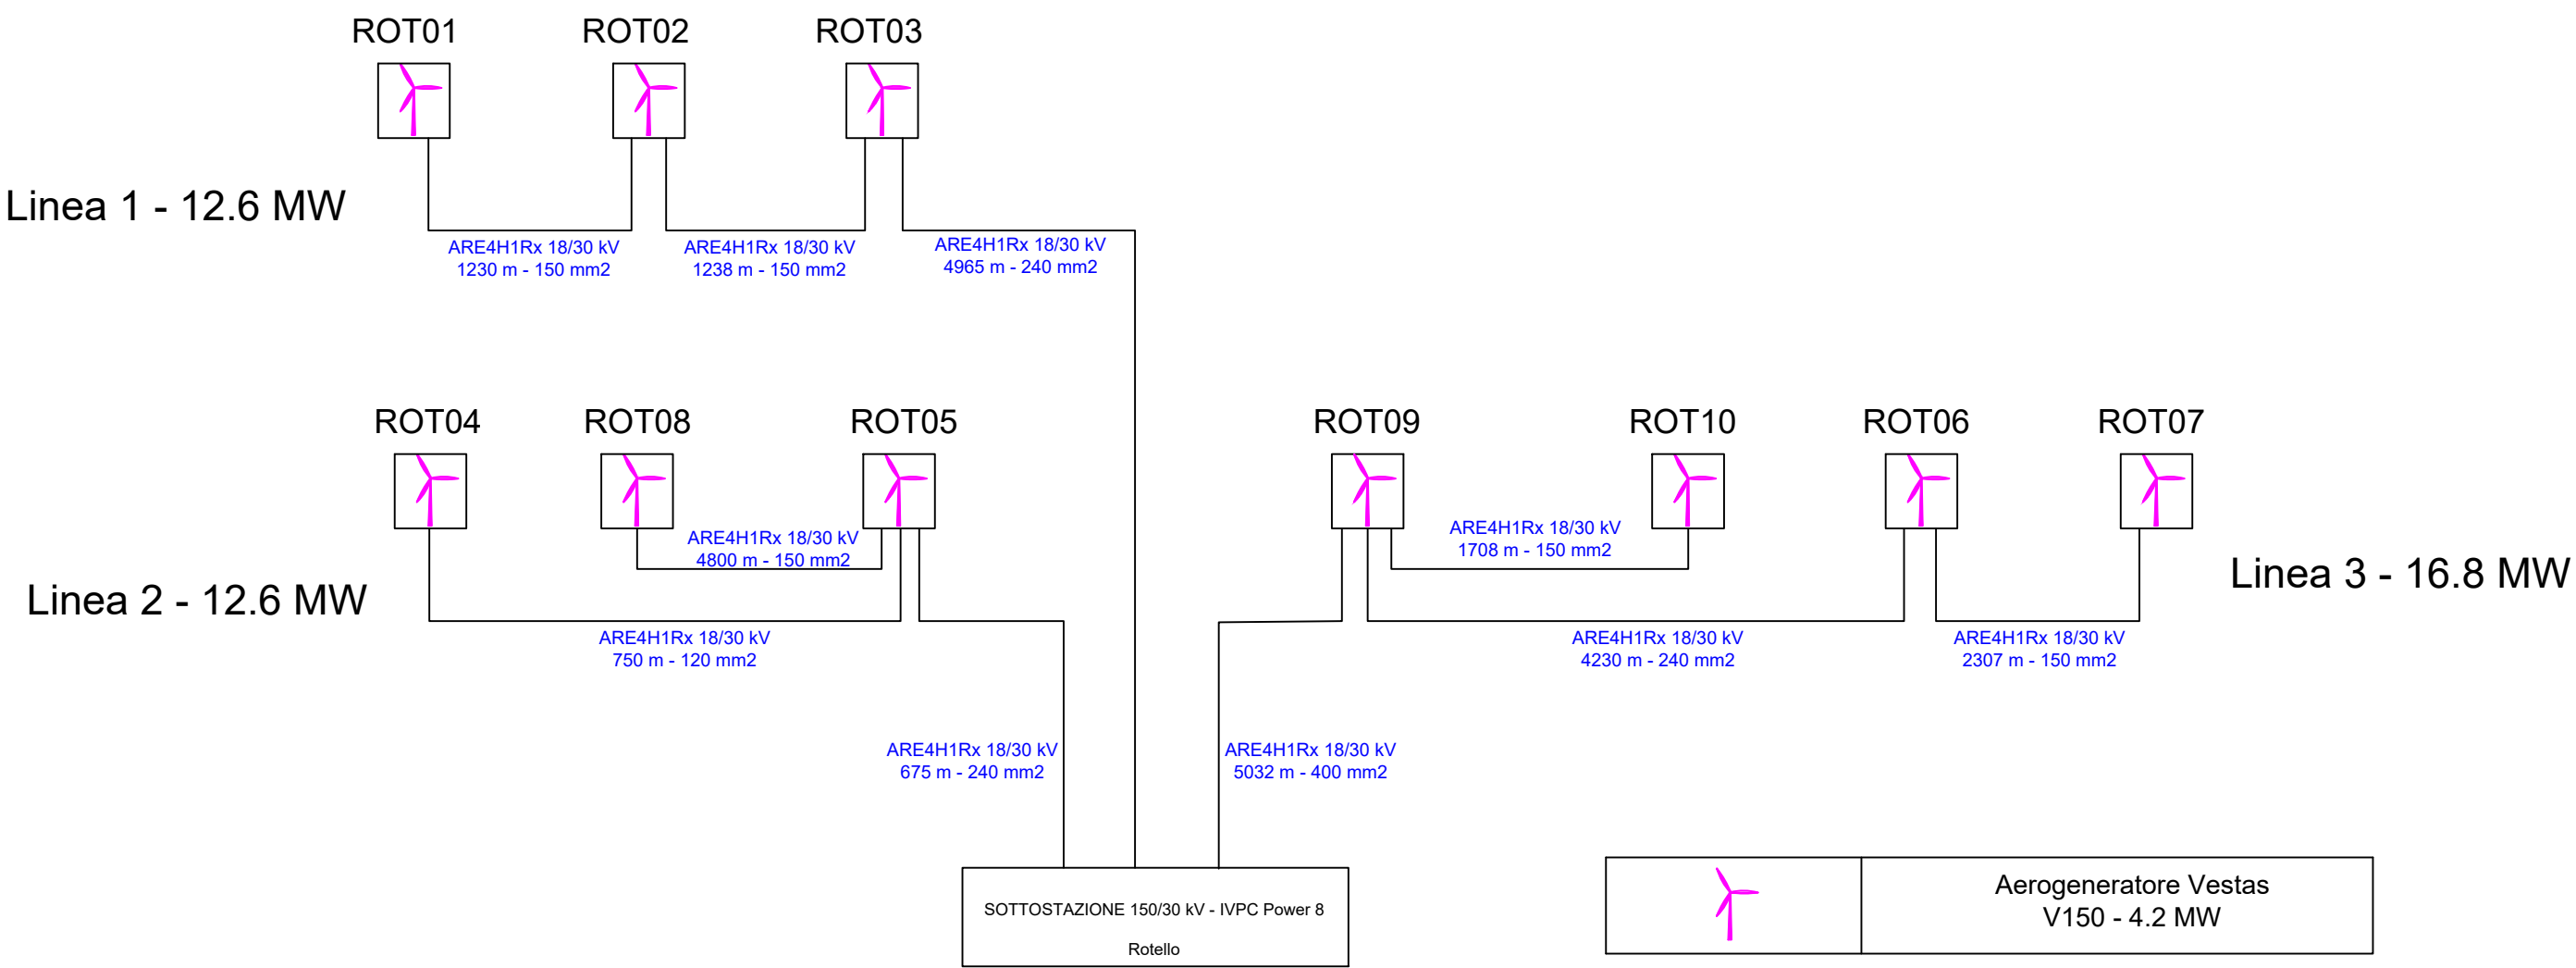 ROT01
ROT02
ROT03
Linea 1 - 12.6 MW
ARE4H1Rx 18/30 kV
1230 m - 150 mm2
ARE4H1Rx 18/30 kV
1238 m - 150 mm2
ARE4H1Rx 18/30 kV
4965 m - 240 mm2
ROT04
ROT08
ROT05
ARE4H1Rx 18/30 kV
4800 m - 150 mm2
Linea 2 - 12.6 MW
ARE4H1Rx 18/30 kV
750 m - 120 mm2
ARE4H1Rx 18/30 kV
675 m - 240 mm2
ROT09
ROT10
ROT06
ROT07
ARE4H1Rx 18/30 kV
1708 m - 150 mm2
Linea 3 - 16.8 MW
ARE4H1Rx 18/30 kV
4230 m - 240 mm2
ARE4H1Rx 18/30 kV
2307 m - 150 mm2
ARE4H1Rx 18/30 kV
5032 m - 400 mm2
SOTTOSTAZIONE 150/30 kV - IVPC Power 8
Rotello
Aerogeneratore Vestas
V150 - 4.2 MW